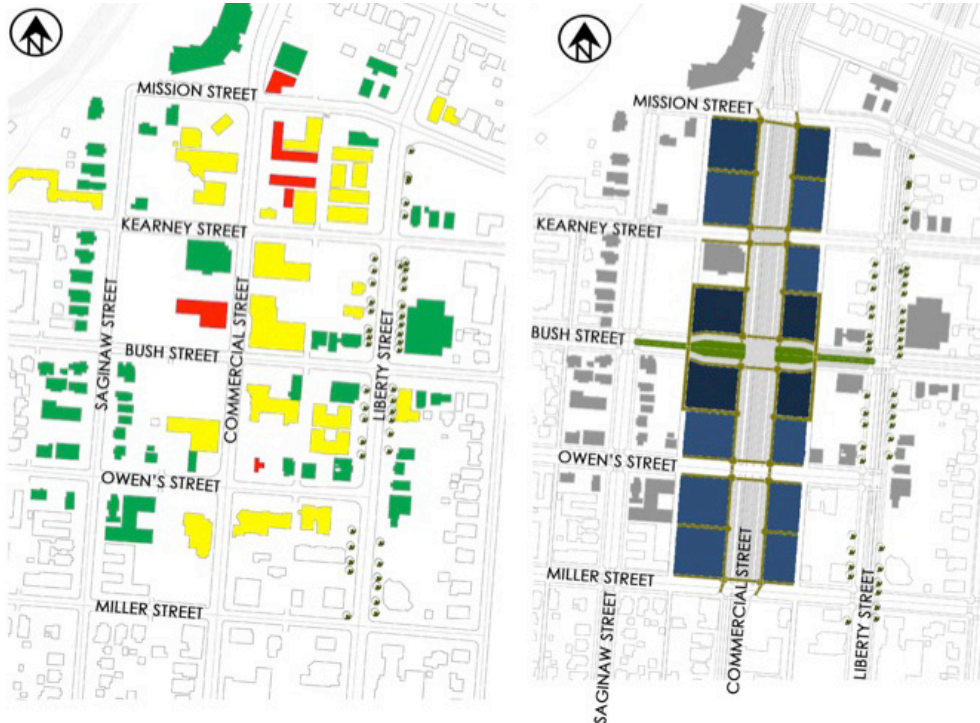 N
MISSION STREET
KEARNEY STREET
SAGINAW STREET
BUSH STREET
COMMERCIAL STREET
LIBERTY STREET
OWEN'S STREET
MILLER STREET
N
MISSION STREET
KEARNEY STREET
BUSH STREET
OWEN'S STREET
MILLER STREET
SAGINAW STREET
COMMERCIAL STREET
LIBERTY STREET